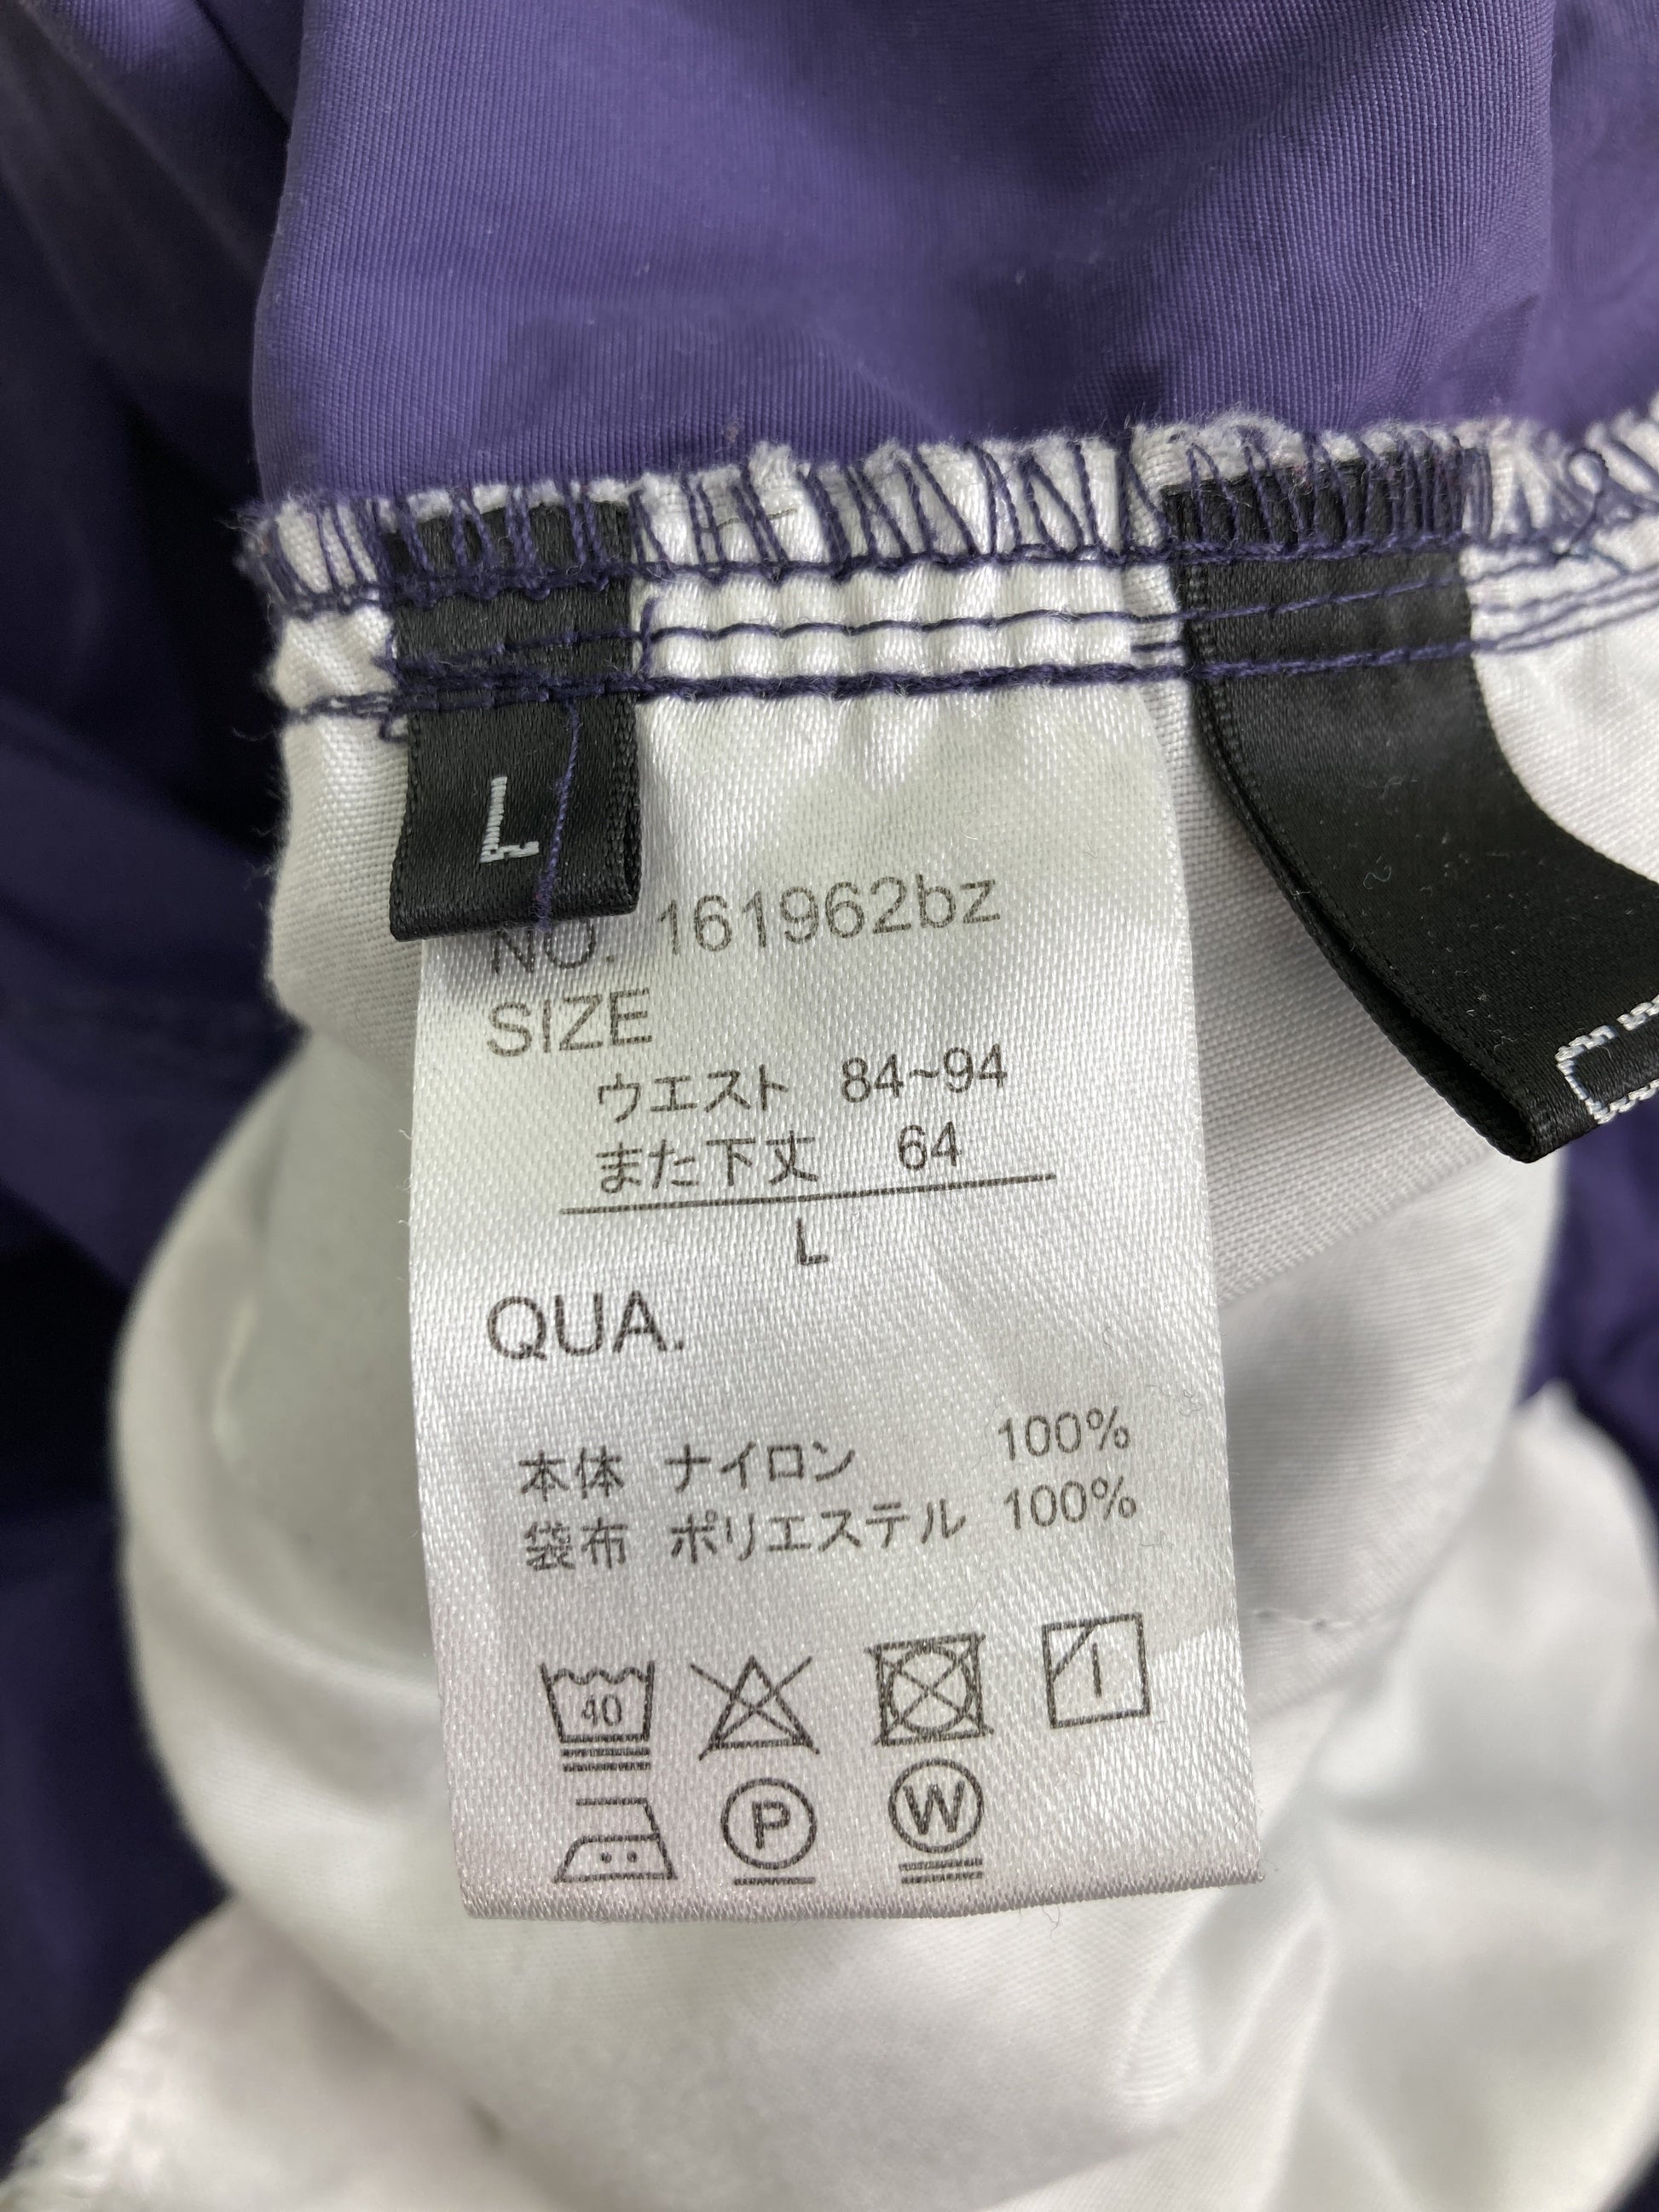 L
NO. 161962bz
SIZE
ウエスト 84~94
また下丈 64
L
QUA.
本体 ナイロン 100%
袋布 ポリエステル 100%
40
P
W